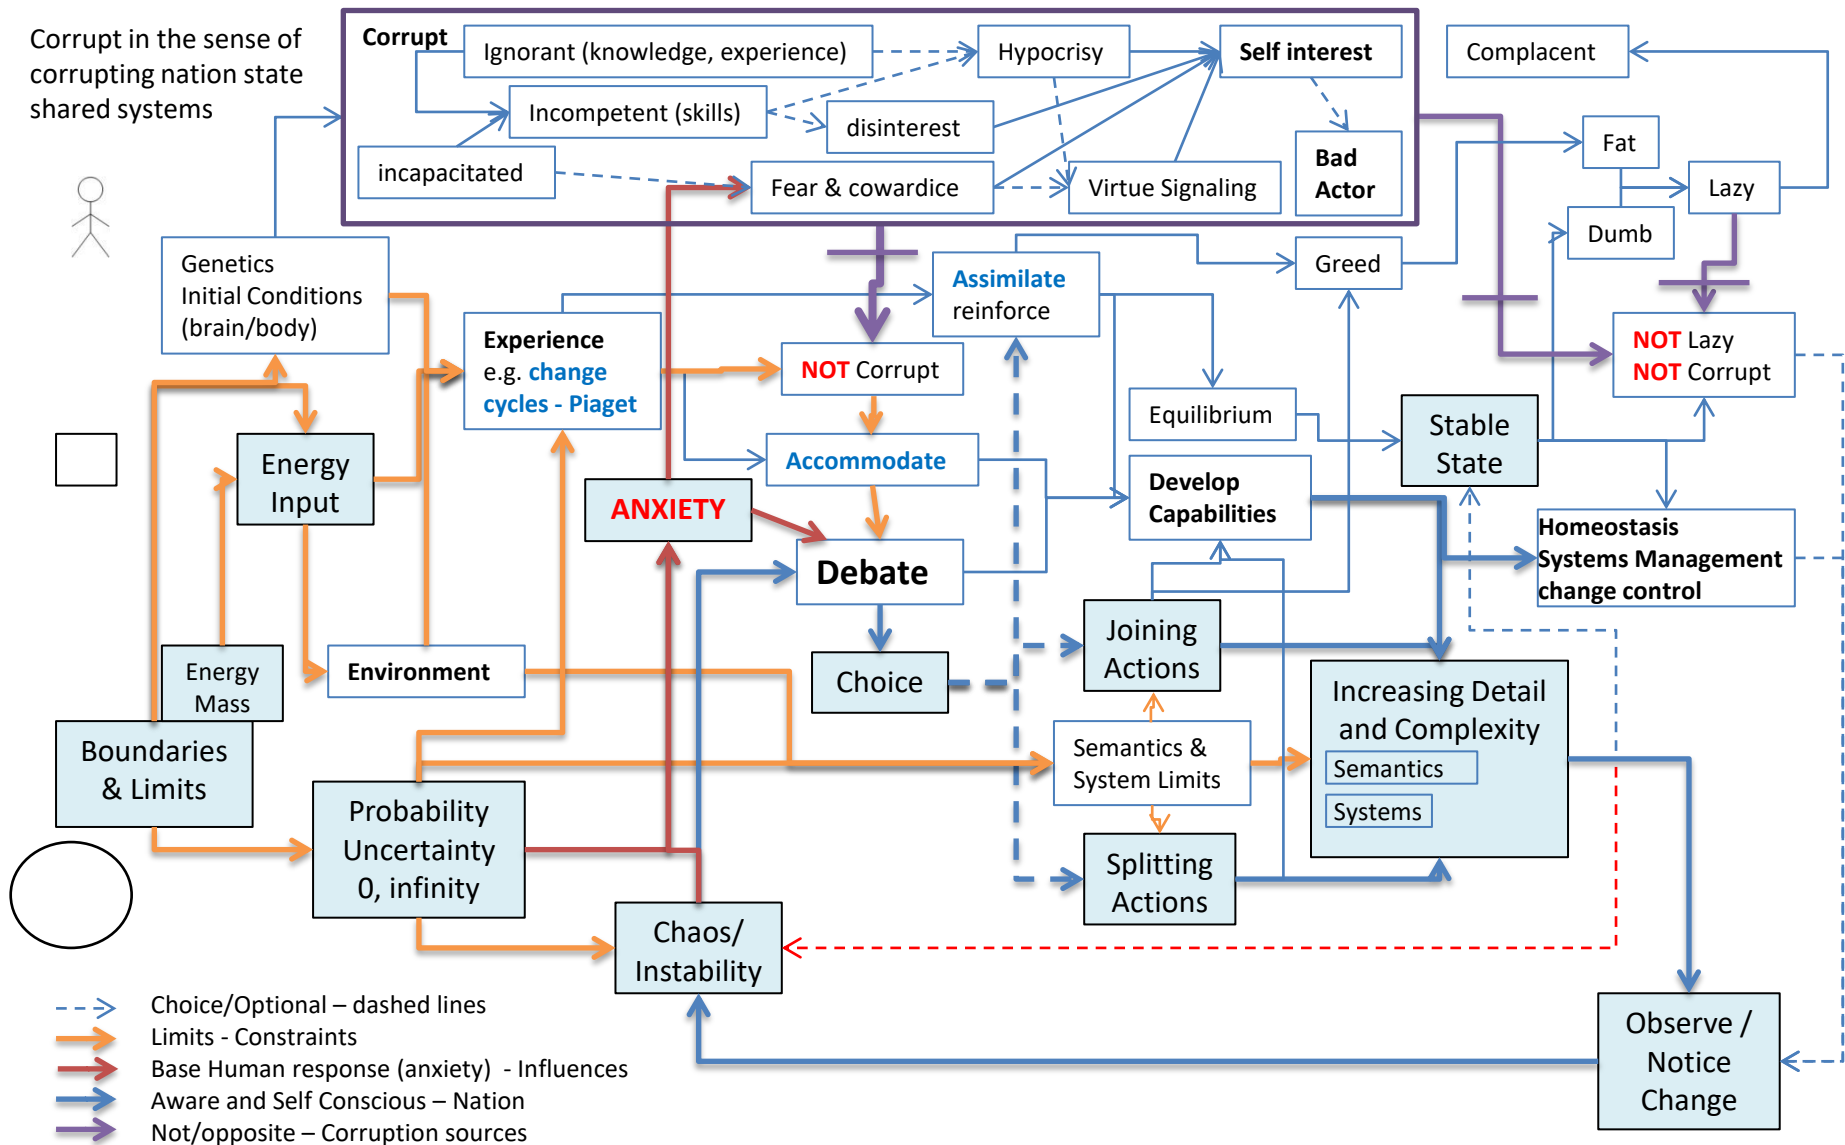 Corrupt in the sense of
corrupting nation state
shared systems
Corrupt
Ignorant (knowledge, experience)
Hypocrisy
Self interest
Complacent
Incompetent (skills)
disinterest
incapacitated
Fear & cowardice
Virtue Signaling
Bad
Actor
Fat
Lazy
Dumb
Genetics
Initial Conditions
(brain/body)
Assimilate
reinforce
Greed
Experience
e.g. change
cycles - Piaget
NOT Corrupt
NOT Lazy
NOT Corrupt
Equilibrium
Stable
State
Energy
Input
Accommodate
ANXIETY
Develop
Capabilities
Homeostasis
Systems Management
change control
Debate
Joining
Actions
Energy
Mass
Environment
Choice
Increasing Detail
and Complexity
Semantics
Systems
Boundaries
& Limits
Semantics &
System Limits
Probability
Uncertainty
0, infinity
Splitting
Actions
Chaos/
Instability
Observe /
Notice
Change
Choice/Optional – dashed lines
Limits - Constraints
Base Human response (anxiety)  - Influences
Aware and Self Conscious – Nation
Not/opposite – Corruption sources